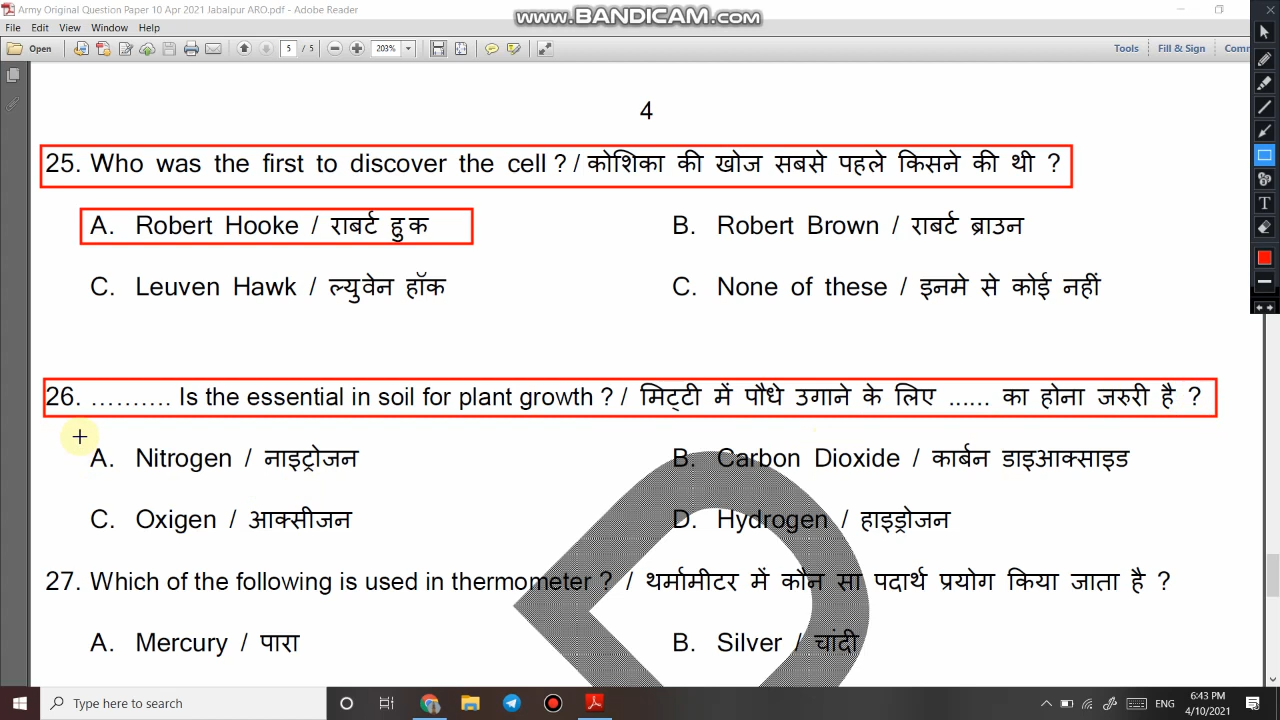 Army Original Question Paper 10 Apr 2021 Jabalpur ARO.pdf - Adobe Reader
www.BANDICAM.com
File Edit View Window Help
Open 5 / 5 203% Tools Fill & Sign Comm
4
25. Who was the first to discover the cell ? / कोशिका की खोज सबसे पहले किसने की थी ?
A. Robert Hooke / राबर्ट हुक B. Robert Brown / राबर्ट ब्राउन
C. Leuven Hawk / ल्युवेन हॉक C. None of these / इनमे से कोई नहीं
26. ………. Is the essential in soil for plant growth ? / मिट्टी में पौधे उगाने के लिए ...... का होना जरुरी है ?
A. Nitrogen / नाइट्रोजन B. Carbon Dioxide / कार्बन डाइआक्साइड
C. Oxigen / आक्सीजन D. Hydrogen / हाइड्रोजन
27. Which of the following is used in thermometer ? / थर्मामीटर में कौन सा पदार्थ प्रयोग किया जाता है ?
A. Mercury / पारा B. Silver / चांदी
Type here to search ENG 6:43 PM
4/10/2021